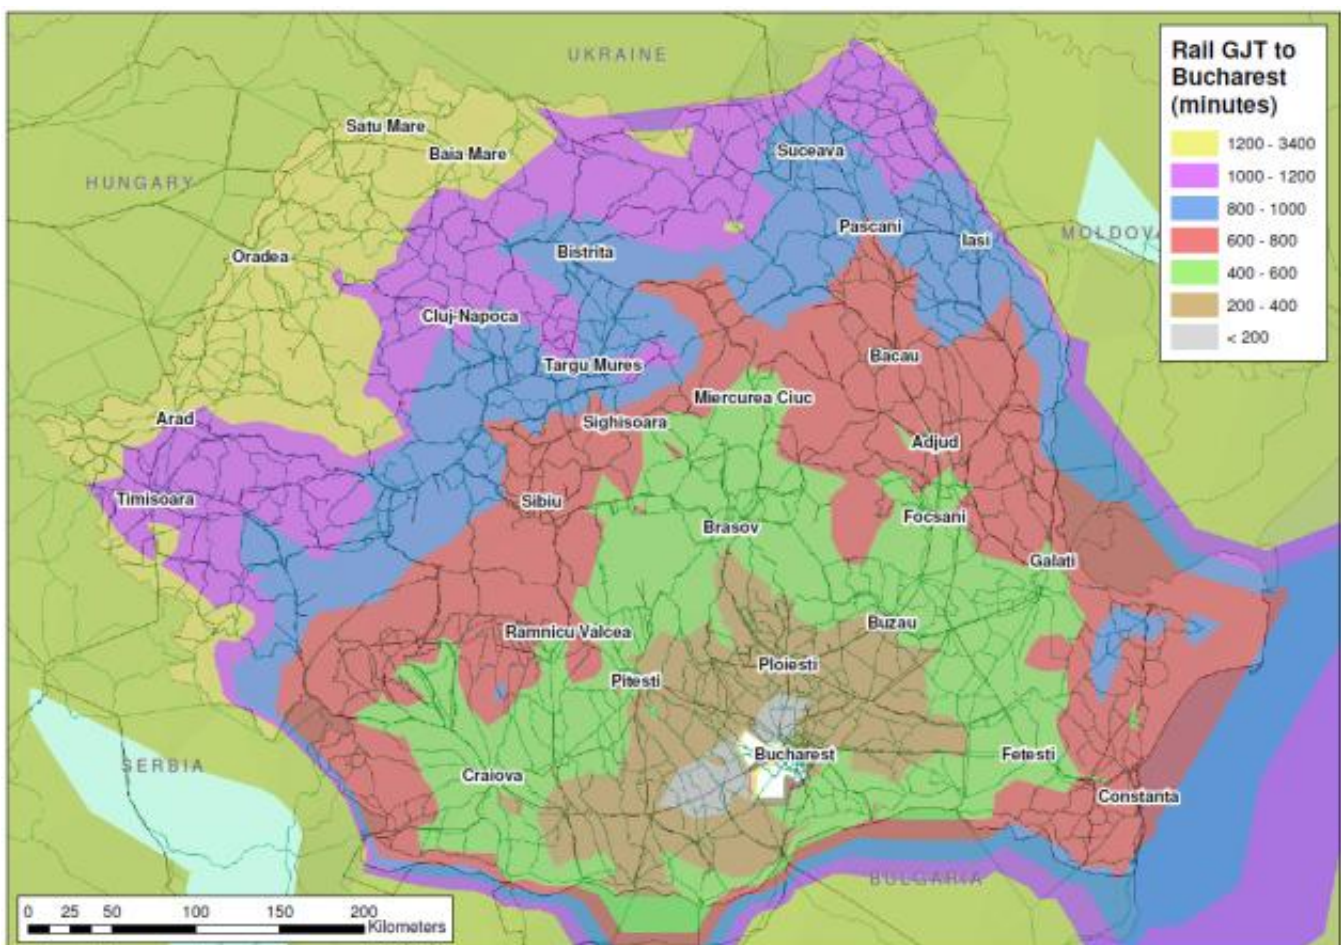 UKRAINE
Rail GJT to
Bucharest
(minutes)
1200 - 3400
1000 - 1200
800 - 1000
600 - 800
400 - 600
200 - 400
< 200
Satu Mare
Baia Mare
Suceava
HUNGARY
Pascani
Iasi
MOLDOVA
Bistrita
Oradea
Cluj-Napoca
Targu Mures
Bacau
Miercurea Ciuc
Arad
Sighisoara
Adjud
Timisoara
Sibiu
Focsani
Brasov
Galati
Ramnicu Valcea
Buzau
Ploiesti
Pitesti
Bucharest
Fetesti
SERBIA
Craiova
Constanta
BULGARIA
0 25 50 100 150 200
Kilometers